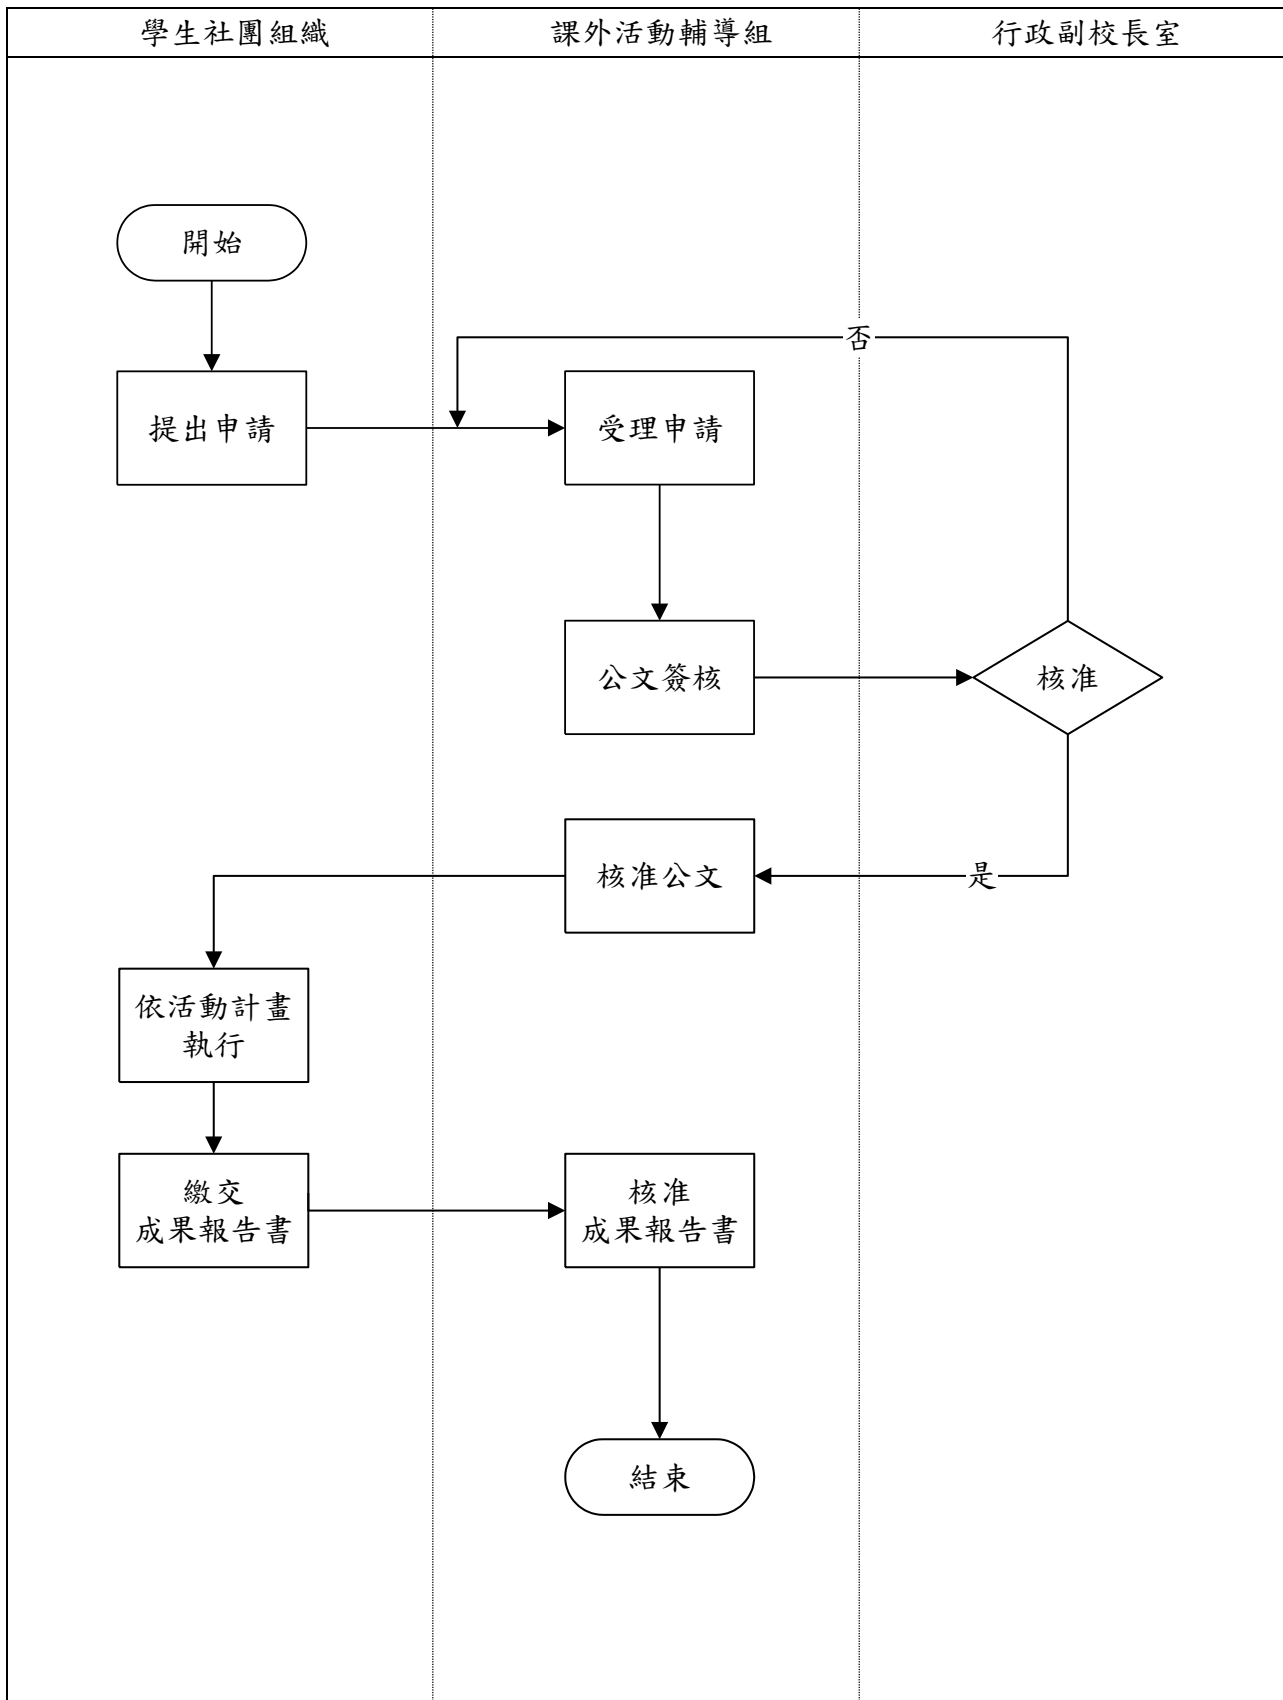 學生社團組織
課外活動輔導組
行政副校長室
開始
否
提出申請
受理申請
公文簽核
核准
核准公文
是
依活動計畫
執行
繳交
成果報告書
核准
成果報告書
結束